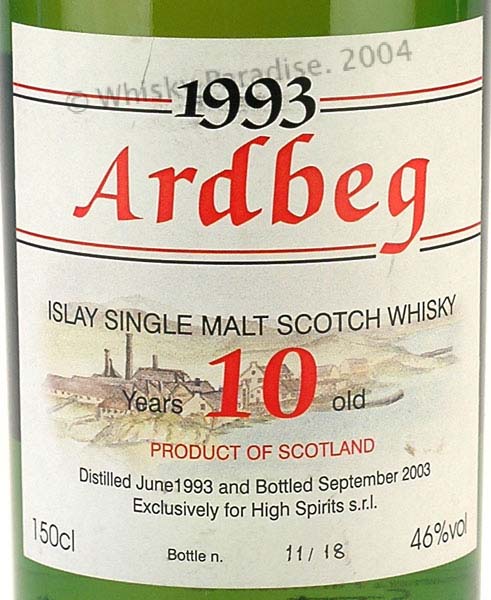 © Whisky Paradise. 2004
1993
Ardbeg
ISLAY SINGLE MALT SCOTCH WHISKY
Years 10 old
PRODUCT OF SCOTLAND
Distilled June1993 and Bottled September 2003
Exclusively for High Spirits s.r.l.
150cl
Bottle n. 11/18
46%vol